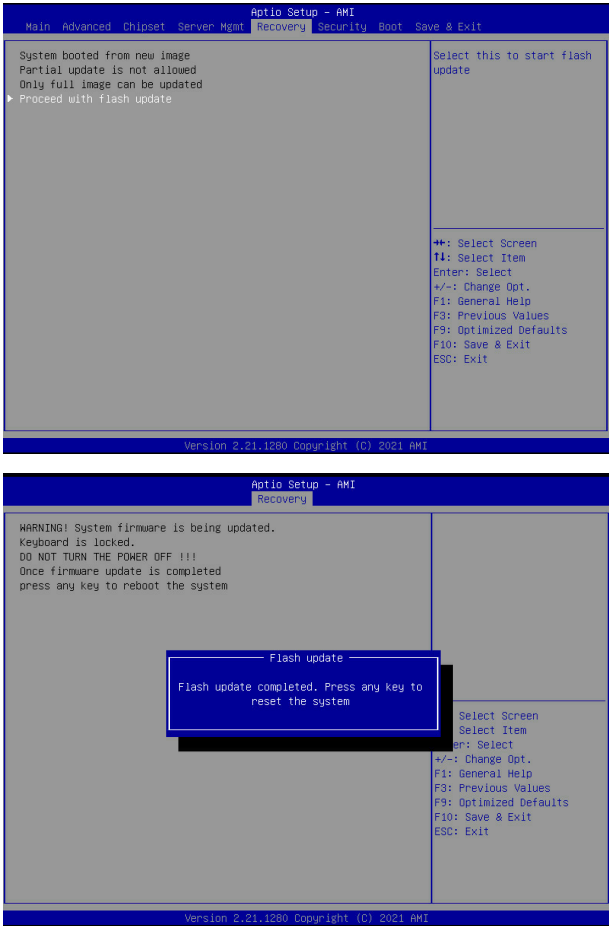 Aptio Setup – AMI
Main Advanced Chipset Server Mgmt Recovery Security Boot Save & Exit
System booted from new image
Partial update is not allowed
Only full image can be updated
► Proceed with flash update
Select this to start flash
update
→←: Select Screen
↑↓: Select Item
Enter: Select
+/-: Change Opt.
F1: General Help
F3: Previous Values
F9: Optimized Defaults
F10: Save & Exit
ESC: Exit
Version 2.21.1280 Copyright (C) 2021 AMI
Aptio Setup – AMI
Recovery
WARNING! System firmware is being updated.
Keyboard is locked.
DO NOT TURN THE POWER OFF !!!
Once firmware update is completed
press any key to reboot the system
Flash update
Flash update completed. Press any key to
reset the system
Select Screen
Select Item
er: Select
+/-: Change Opt.
F1: General Help
F3: Previous Values
F9: Optimized Defaults
F10: Save & Exit
ESC: Exit
Version 2.21.1280 Copyright (C) 2021 AMI